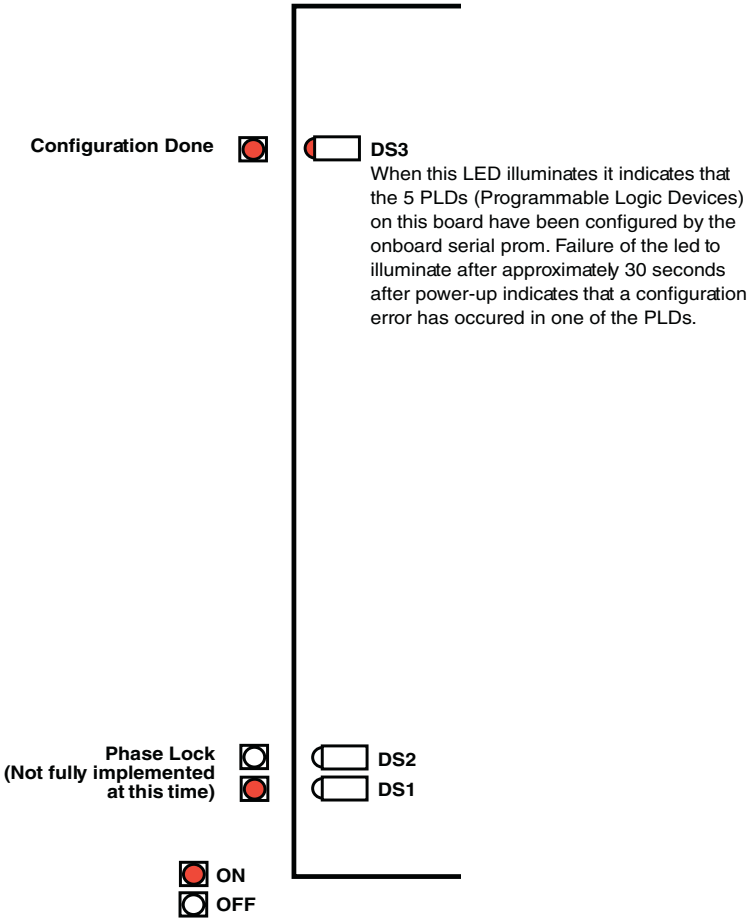 Configuration Done
DS3
When this LED illuminates it indicates that
the 5 PLDs (Programmable Logic Devices)
on this board have been configured by the
onboard serial prom. Failure of the led to
illuminate after approximately 30 seconds
after power-up indicates that a configuration
error has occured in one of the PLDs.
Phase Lock
(Not fully implemented
at this time)
DS2
DS1
ON
OFF